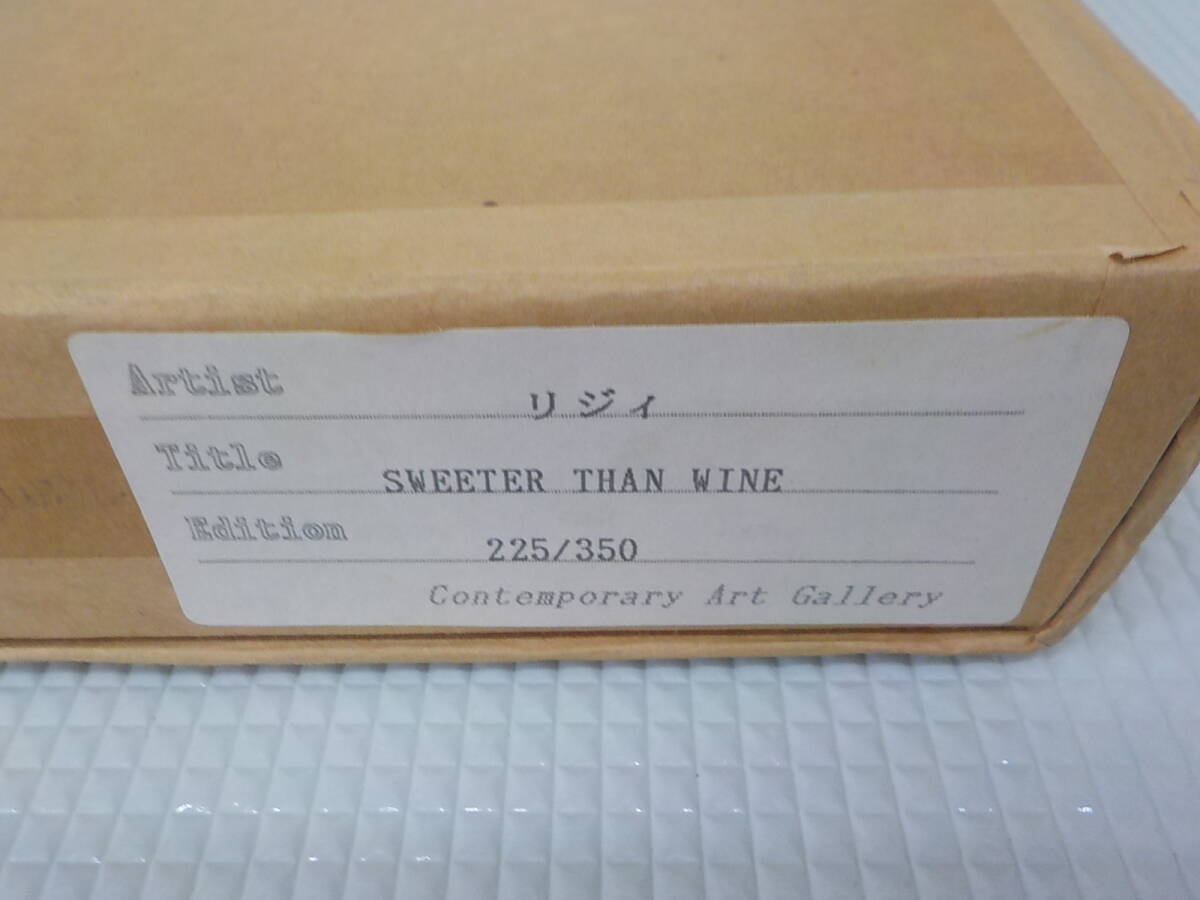 Artist リジィ
Title SWEETER THAN WINE
Edition 225/350
Contemporary Art Gallery